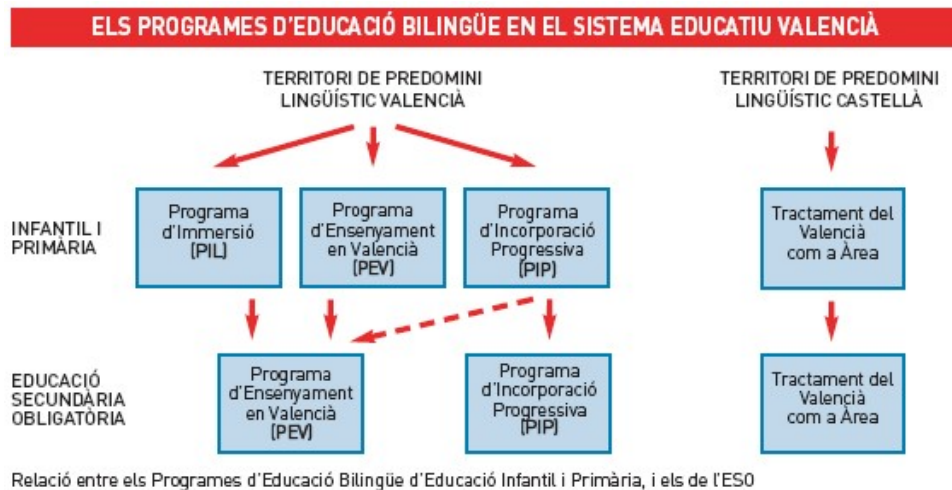 ELS PROGRAMES D'EDUCACIÓ BILINGÜE EN EL SISTEMA EDUCATIU VALENCIÀ
TERRITORI DE PREDOMINI
LINGÜÍSTIC VALENCIÀ
TERRITORI DE PREDOMINI
LINGÜÍSTIC CASTELLÀ
INFANTIL I
PRIMÀRIA
Programa
d'Immersió
(PIL)
Programa
d'Ensenyament
en Valencià
(PEV)
Programa
d'Incorporació
Progressiva
(PIP)
Tractament del
Valencià
com a Àrea
EDUCACIÓ
SECUNDÀRIA
OBLIGATÒRIA
Programa
d'Ensenyament
en Valencià
(PEV)
Programa
d'Incorporació
Progressiva
(PIP)
Tractament del
Valencià
com a Àrea
Relació entre els Programes d'Educació Bilingüe d'Educació Infantil i Primària, i els de l'ESO